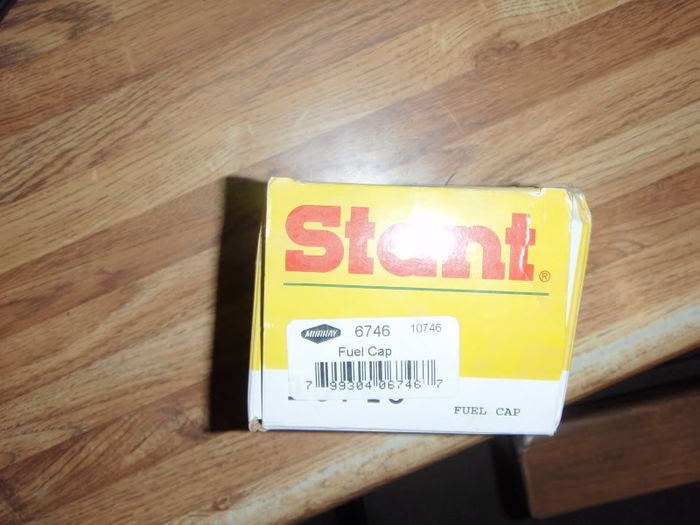 Stant®
MURRAY 6746 10746
Fuel Cap
7 99304 06746 7
FUEL CAP